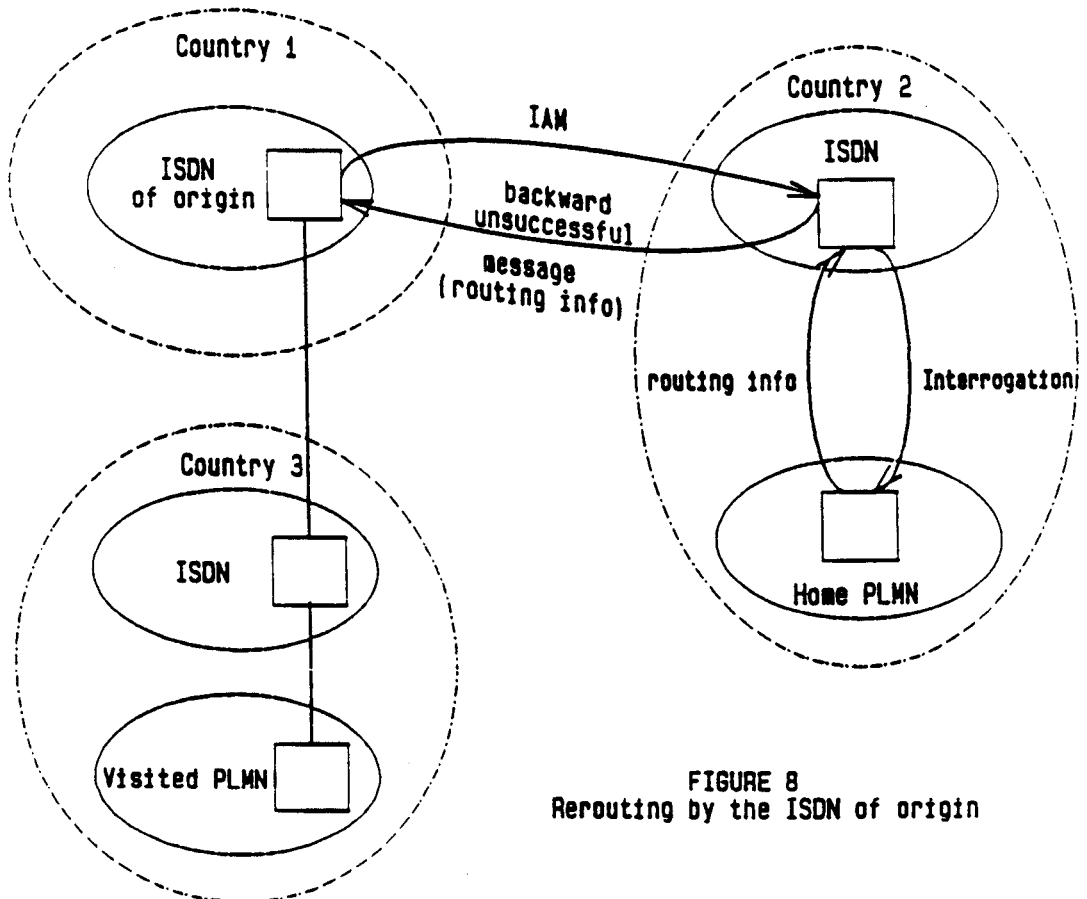 Country 1
ISDN
of origin
IAM
backward
unsuccessful
message
(routing info)
Country 2
ISDN
routing info
Interrogation
Home PLMN
Country 3
ISDN
Visited PLMN
FIGURE 8
Rerouting by the ISDN of origin